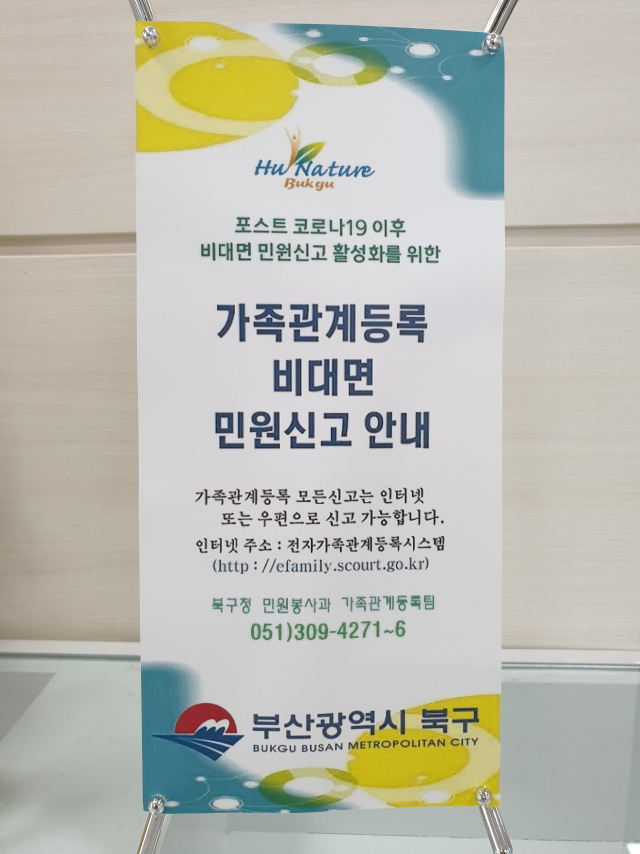 Hu Nature
Bukgu
포스트 코로나19 이후
비대면 민원신고 활성화를 위한
가족관계등록
비대면
민원신고 안내
가족관계등록 모든신고는 인터넷
또는 우편으로 신고 가능합니다.
인터넷 주소 : 전자가족관계등록시스템
(http : //efamily.scourt.go.kr)
북구청 민원봉사과 가족관계등록팀
051)309-4271~6
부산광역시 북구
BUKGU BUSAN METROPOLITAN CITY